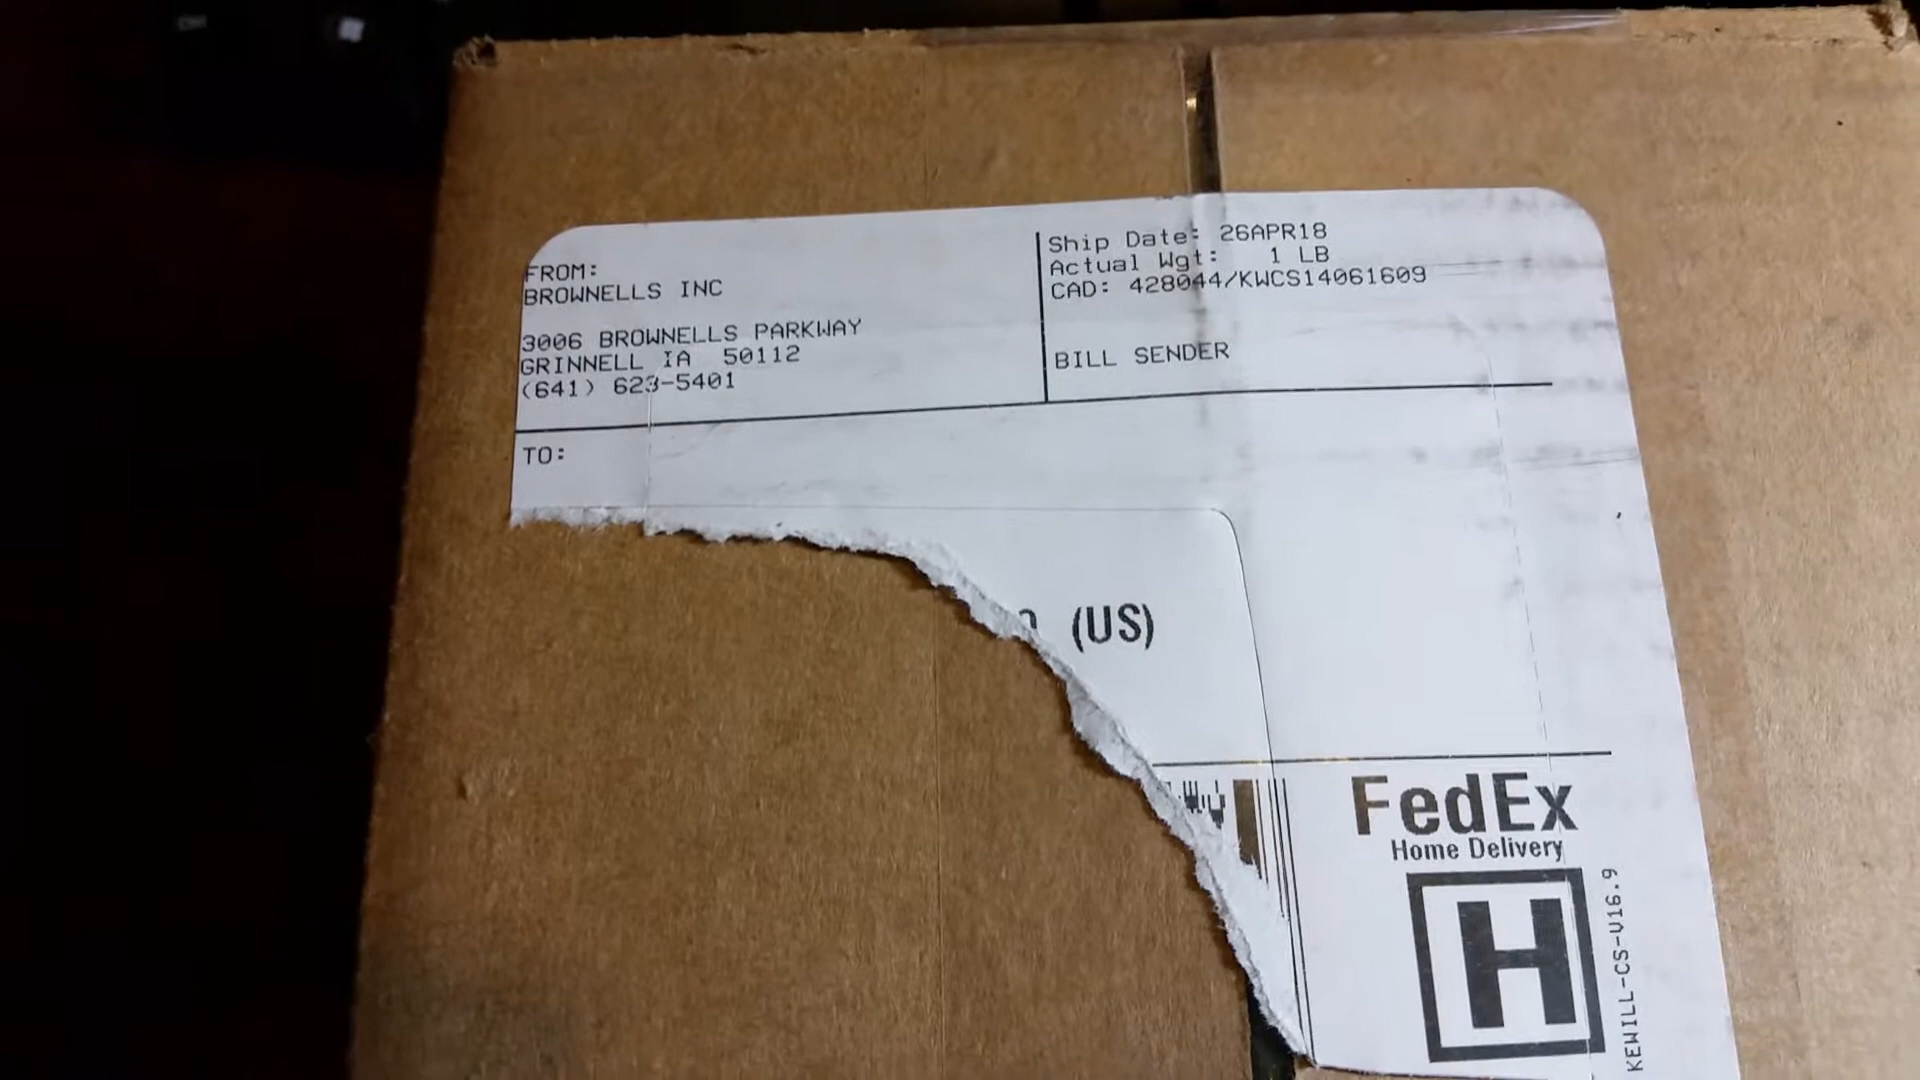 FROM:
BROWNELLS INC
3006 BROWNELLS PARKWAY
GRINNELL IA 50112
(641) 623-5401
Ship Date: 26APR18
Actual Wgt: 1 LB
CAD: 428044/KWCS14061609
BILL SENDER
TO:
(US)
FedEx
Home Delivery
H
KEWILL-CS-V16.9